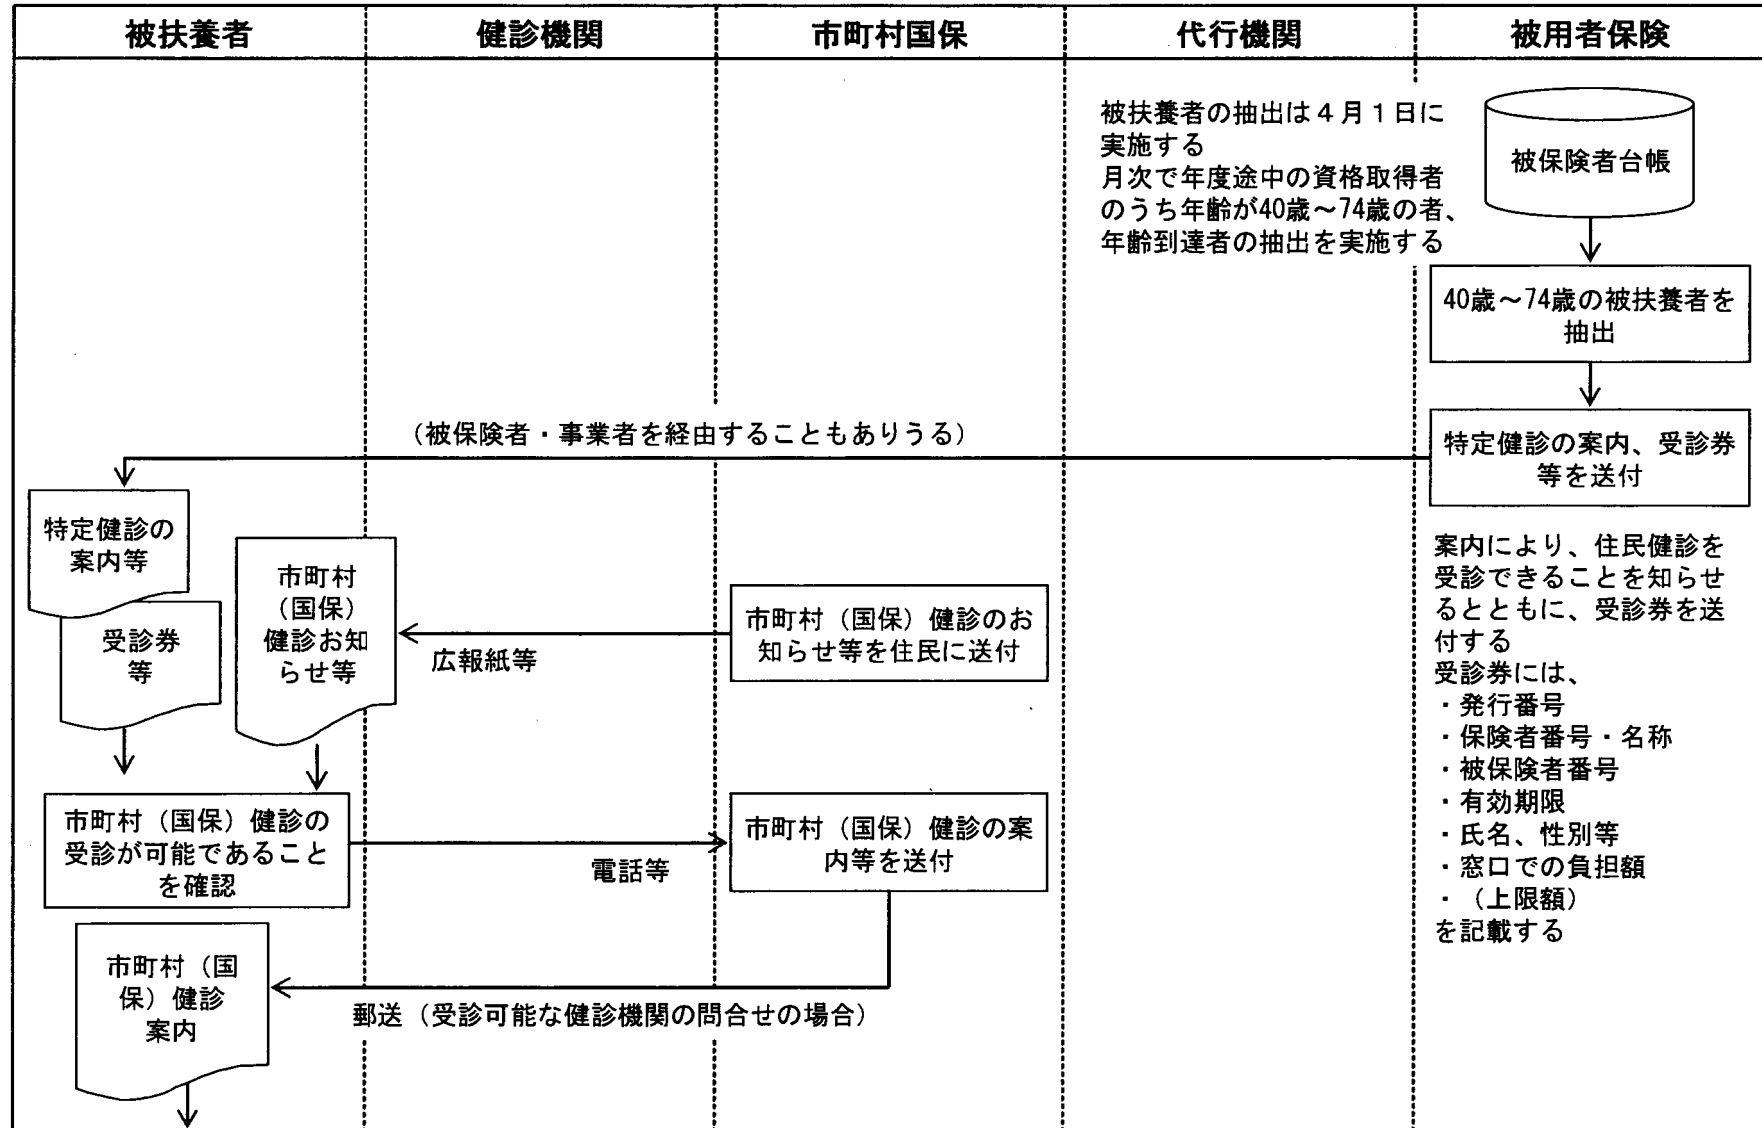 被扶養者
健診機関
市町村国保
代行機関
被用者保険
被扶養者の抽出は４月１日に
実施する
月次で年度途中の資格取得者
のうち年齢が40歳～74歳の者、
年齢到達者の抽出を実施する
被保険者台帳
40歳～74歳の被扶養者を
抽出
（被保険者・事業者を経由することもありうる）
特定健診の案内、受診券
等を送付
特定健診の
案内等
受診券
等
市町村
（国保）
健診お知
らせ等
広報紙等
市町村（国保）健診のお
知らせ等を住民に送付
案内により、住民健診を
受診できることを知らせ
るとともに、受診券を送
付する
受診券には、
・発行番号
・保険者番号・名称
・被保険者番号
・有効期限
・氏名、性別等
・窓口での負担額
・（上限額）
を記載する
市町村（国保）健診の
受診が可能であること
を確認
電話等
市町村（国保）健診の案
内等を送付
市町村（国
保）健診
案内
郵送（受診可能な健診機関の問合せの場合）